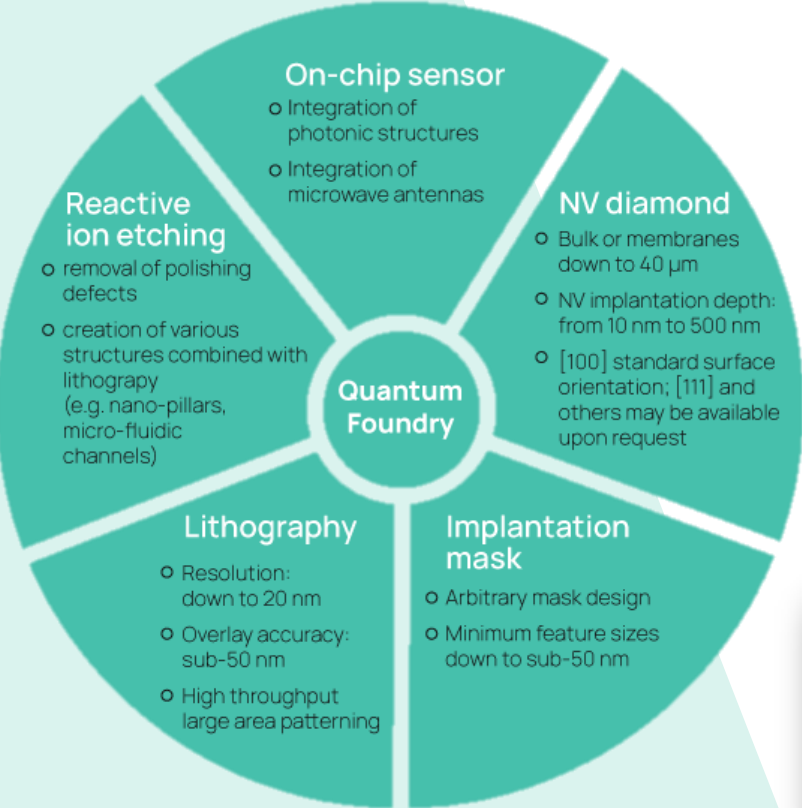 On-chip sensor
Integration of
photonic structures
Integration of
microwave antennas
NV diamond
Bulk or membranes
down to 40 µm
NV implantation depth:
from 10 nm to 500 nm
[100] standard surface
orientation; [111] and
others may be available
upon request
Implantation
mask
Arbitrary mask design
Minimum feature sizes
down to sub-50 nm
Lithography
Resolution:
down to 20 nm
Overlay accuracy:
sub-50 nm
High throughput
large area patterning
Reactive
ion etching
removal of polishing
defects
creation of various
structures combined with
lithograpy
(e.g. nano-pillars,
micro-fluidic
channels)
Quantum
Foundry